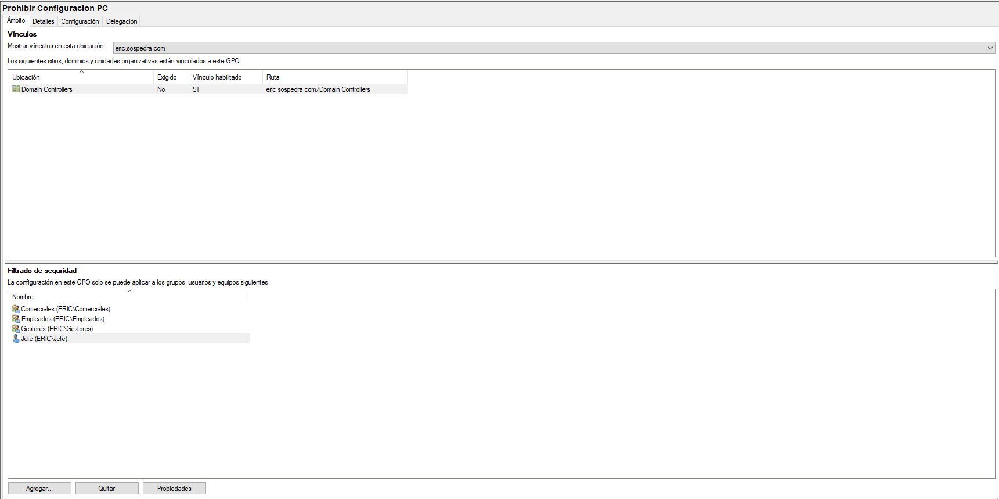 Prohibir Configuracion PC
Ámbito Detalles Configuración Delegación
Vínculos
Mostrar vínculos en esta ubicación: eric.sospedra.com
Los siguientes sitios, dominios y unidades organizativas están vinculados a este GPO:
Ubicación Exigido Vínculo habilitado Ruta
Domain Controllers No Sí eric.sospedra.com/Domain Controllers
Filtrado de seguridad
La configuración en este GPO solo se puede aplicar a los grupos, usuarios y equipos siguientes:
Nombre
Comerciales (ERIC\Comerciales)
Empleados (ERIC\Empleados)
Gestores (ERIC\Gestores)
Jefe (ERIC\Jefe)
Agregar... Quitar Propiedades